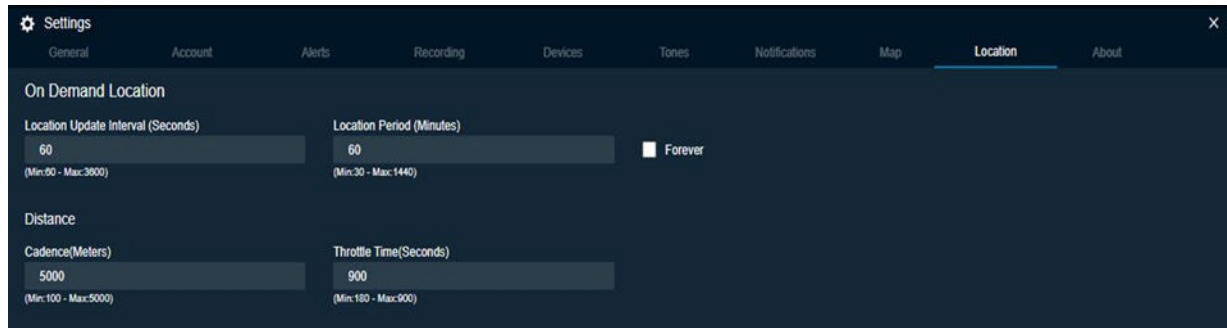 Settings
X
General Account Alerts Recording Devices Tones Notifications Map Location About
On Demand Location
Location Update Interval (Seconds) Location Period (Minutes)
60 60 Forever
(Min:60 - Max:3600) (Min:30 - Max:1440)
Distance
Cadence(Meters) Throttle Time(Seconds)
5000 900
(Min:100 - Max:5000) (Min:180 - Max:900)